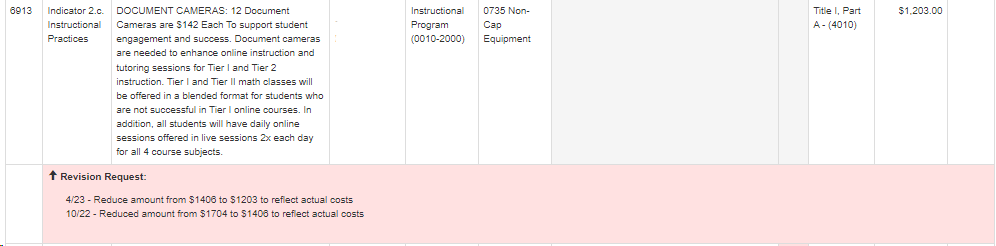 6913
Indicator 2.c.
Instructional
Practices
DOCUMENT CAMERAS: 12 Document
Cameras are $142 Each To support student
engagement and success. Document cameras
are needed to enhance online instruction and
tutoring sessions for Tier I and Tier 2
instruction. Tier I and Tier II math classes will
be offered in a blended format for students who
are not successful in Tier I online courses. In
addition, all students will have daily online
sessions offered in live sessions 2x each day
for all 4 course subjects.
Instructional
Program
(0010-2000)
0735 Non-
Cap
Equipment
Title I, Part
A - (4010)
$1,203.00
Revision Request:
4/23 - Reduce amount from $1406 to $1203 to reflect actual costs
10/22 - Reduced amount from $1704 to $1406 to reflect actual costs